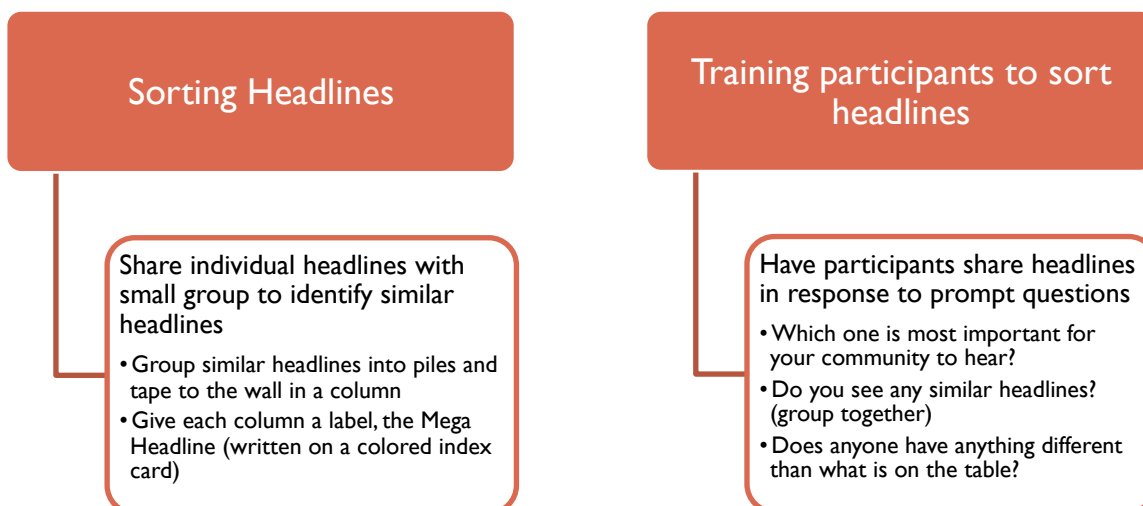 Sorting Headlines
Share individual headlines with
small group to identify similar
headlines
•Group similar headlines into piles and
tape to the wall in a column
•Give each column a label, the Mega
Headline (written on a colored index
card)
Training participants to sort
headlines
Have participants share headlines
in response to prompt questions
•Which one is most important for
your community to hear?
•Do you see any similar headlines?
(group together)
•Does anyone have anything different
than what is on the table?